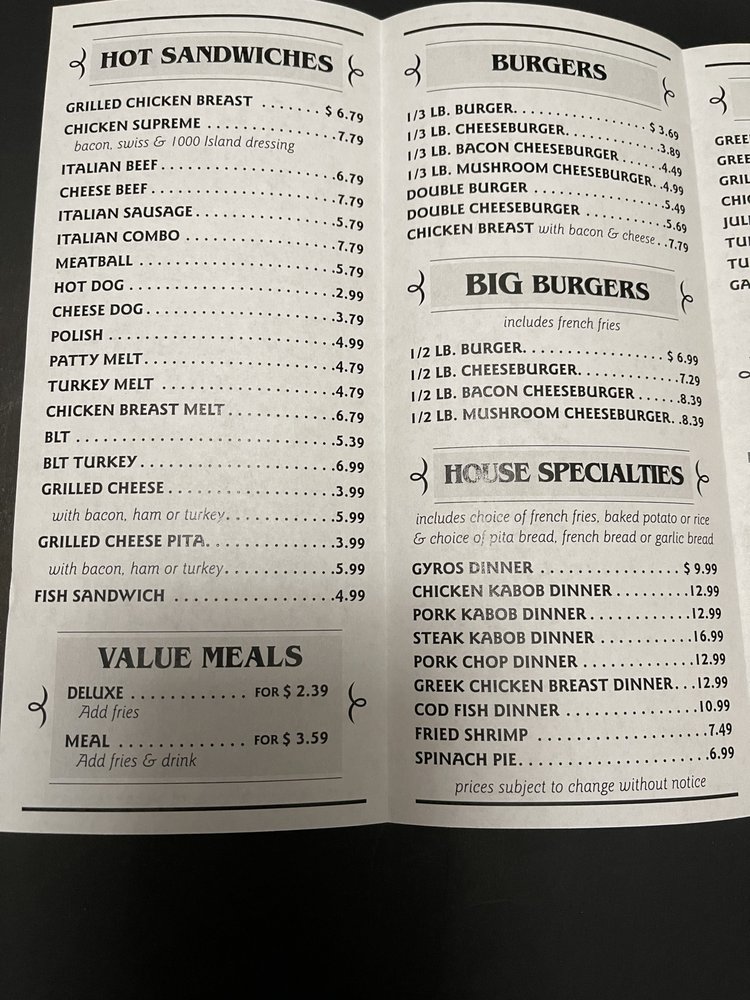 HOT SANDWICHES
GRILLED CHICKEN BREAST ....... $ 6.79
CHICKEN SUPREME ............... 7.79
bacon, swiss & 1000 Island dressing
ITALIAN BEEF ................... 6.79
CHEESE BEEF .................... 7.79
ITALIAN SAUSAGE ................ 5.79
ITALIAN COMBO .................. 7.79
MEATBALL ....................... 5.79
HOT DOG ........................ 2.99
CHEESE DOG ..................... 3.79
POLISH ......................... 4.99
PATTY MELT ..................... 4.79
TURKEY MELT .................... 4.79
CHICKEN BREAST MELT ............ 6.79
BLT ............................ 5.39
BLT TURKEY ..................... 6.99
GRILLED CHEESE ................. 3.99
with bacon, ham or turkey ...... 5.99
GRILLED CHEESE PITA ............ 3.99
with bacon, ham or turkey ...... 5.99
FISH SANDWICH .................. 4.99
VALUE MEALS
DELUXE ............ FOR $ 2.39
Add fries
MEAL ............. FOR $ 3.59
Add fries & drink
BURGERS
1/3 LB. BURGER ................. $ 3.69
1/3 LB. CHEESEBURGER ........... 3.89
1/3 LB. BACON CHEESEBURGER ...... 4.49
1/3 LB. MUSHROOM CHEESEBURGER .. 4.99
DOUBLE BURGER .................. 5.49
DOUBLE CHEESEBURGER ............ 5.69
CHICKEN BREAST with bacon & cheese .. 7.79
BIG BURGERS
includes french fries
1/2 LB. BURGER ................. $ 6.99
1/2 LB. CHEESEBURGER ........... 7.29
1/2 LB. BACON CHEESEBURGER ...... 8.39
1/2 LB. MUSHROOM CHEESEBURGER .. 8.39
HOUSE SPECIALTIES
includes choice of french fries, baked potato or rice
& choice of pita bread, french bread or garlic bread
GYROS DINNER .................. $ 9.99
CHICKEN KABOB DINNER ......... 12.99
PORK KABOB DINNER ............ 12.99
STEAK KABOB DINNER ........... 16.99
PORK CHOP DINNER ............. 12.99
GREEK CHICKEN BREAST DINNER ... 12.99
COD FISH DINNER .............. 10.99
FRIED SHRIMP ................. 7.49
SPINACH PIE .................. 6.99
prices subject to change without notice
GREE
GREE
GRIL
CHIC
JULI
TU
TU
GA